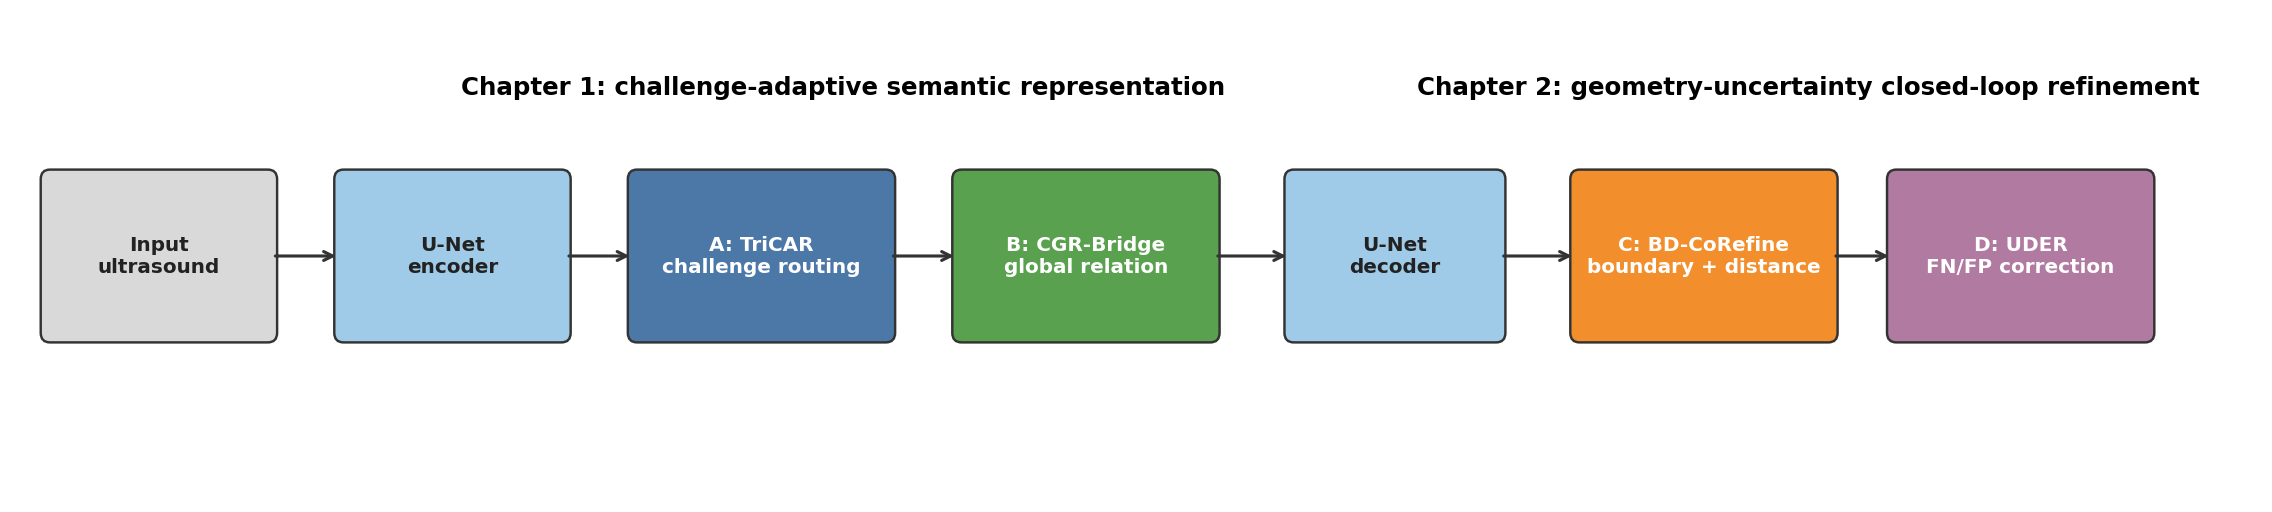 Chapter 1: challenge-adaptive semantic representation
Chapter 2: geometry-uncertainty closed-loop refinement
Input
ultrasound
U-Net
encoder
A: TriCAR
challenge routing
B: CGR-Bridge
global relation
U-Net
decoder
C: BD-CoRefine
boundary + distance
D: UDER
FN/FP correction